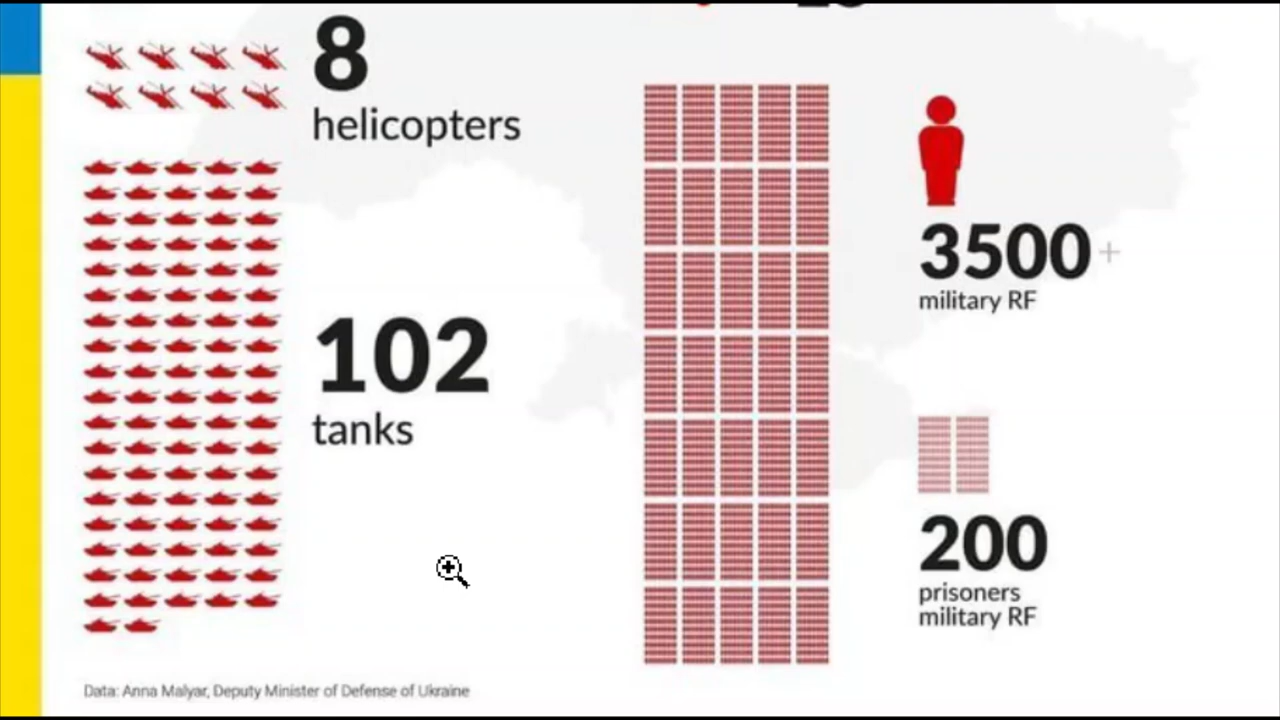 8
helicopters
102
tanks
3500+
military RF
200
prisoners
military RF
Data: Anna Malyar, Deputy Minister of Defense of Ukraine